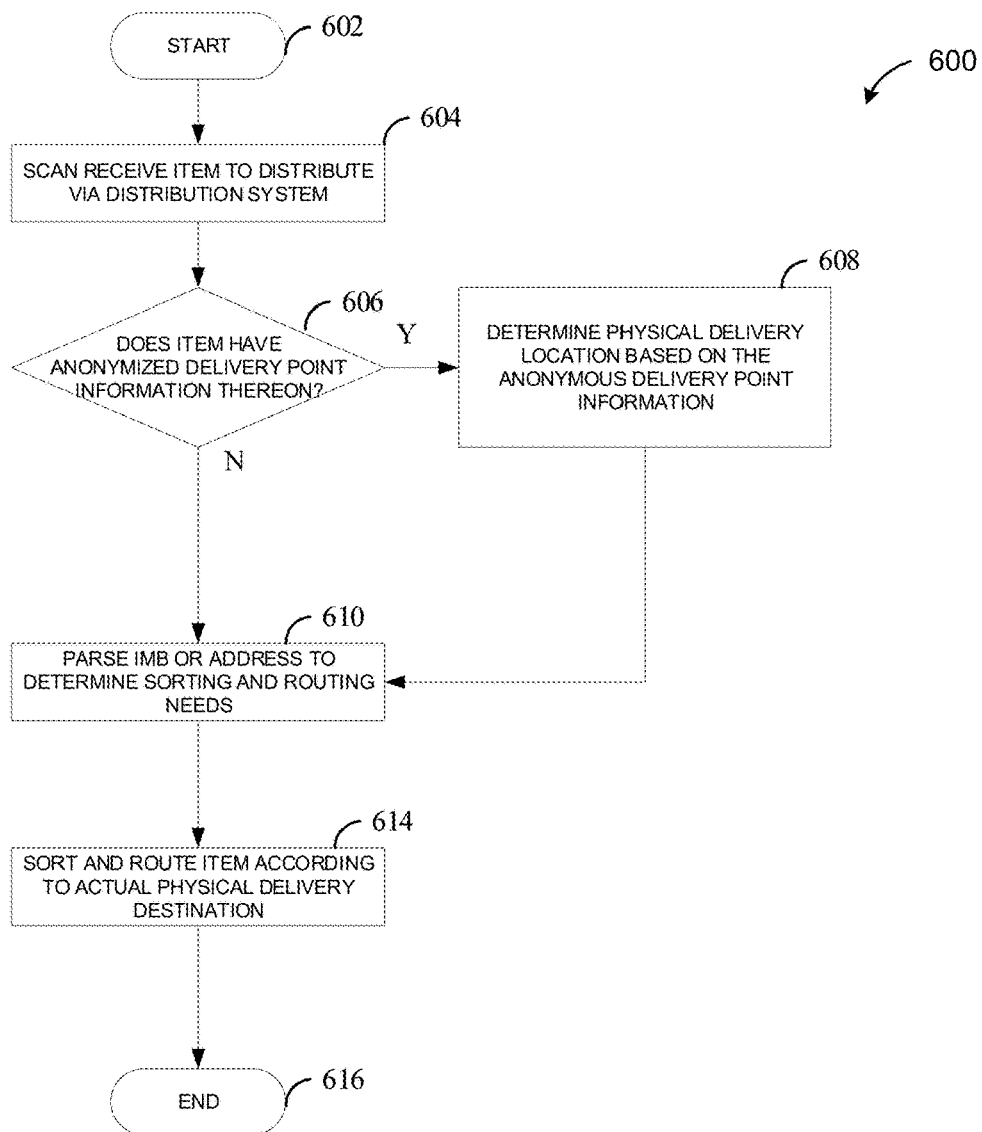 START
602
600
604
SCAN RECEIVE ITEM TO DISTRIBUTE
VIA DISTRIBUTION SYSTEM
606
DOES ITEM HAVE
ANONYMIZED DELIVERY POINT
INFORMATION THEREON?
Y
N
608
DETERMINE PHYSICAL DELIVERY
LOCATION BASED ON THE
ANONYMOUS DELIVERY POINT
INFORMATION
610
PARSE IMB OR ADDRESS TO
DETERMINE SORTING AND ROUTING
NEEDS
614
SORT AND ROUTE ITEM ACCORDING
TO ACTUAL PHYSICAL DELIVERY
DESTINATION
END
616